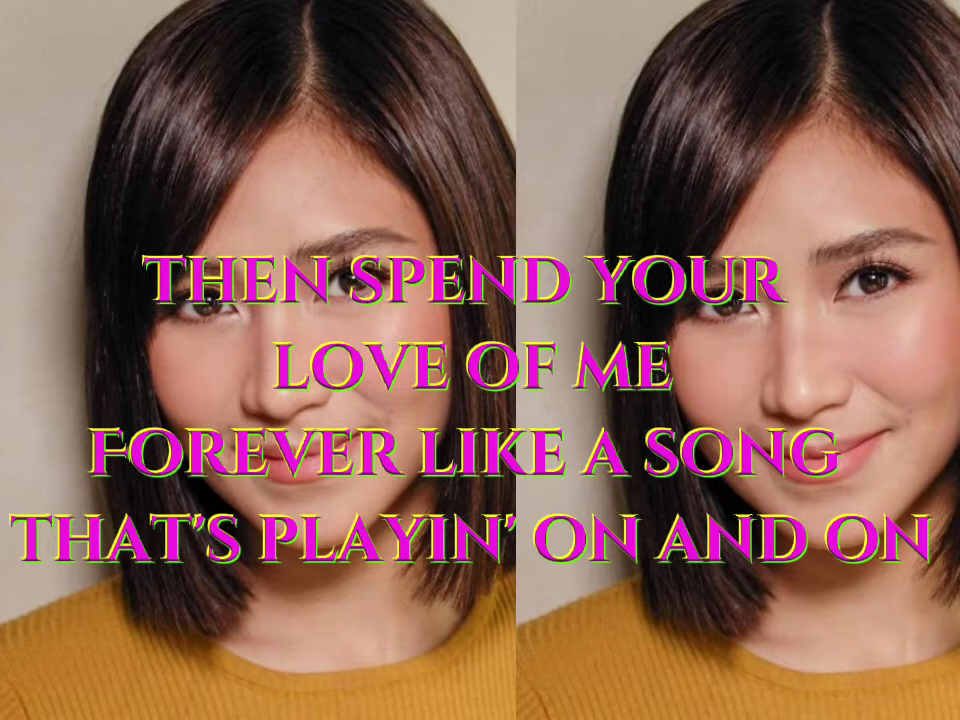 THEN SPEND YOUR
LOVE OF ME
FOREVER LIKE A SONG
THAT'S PLAYIN' ON AND ON